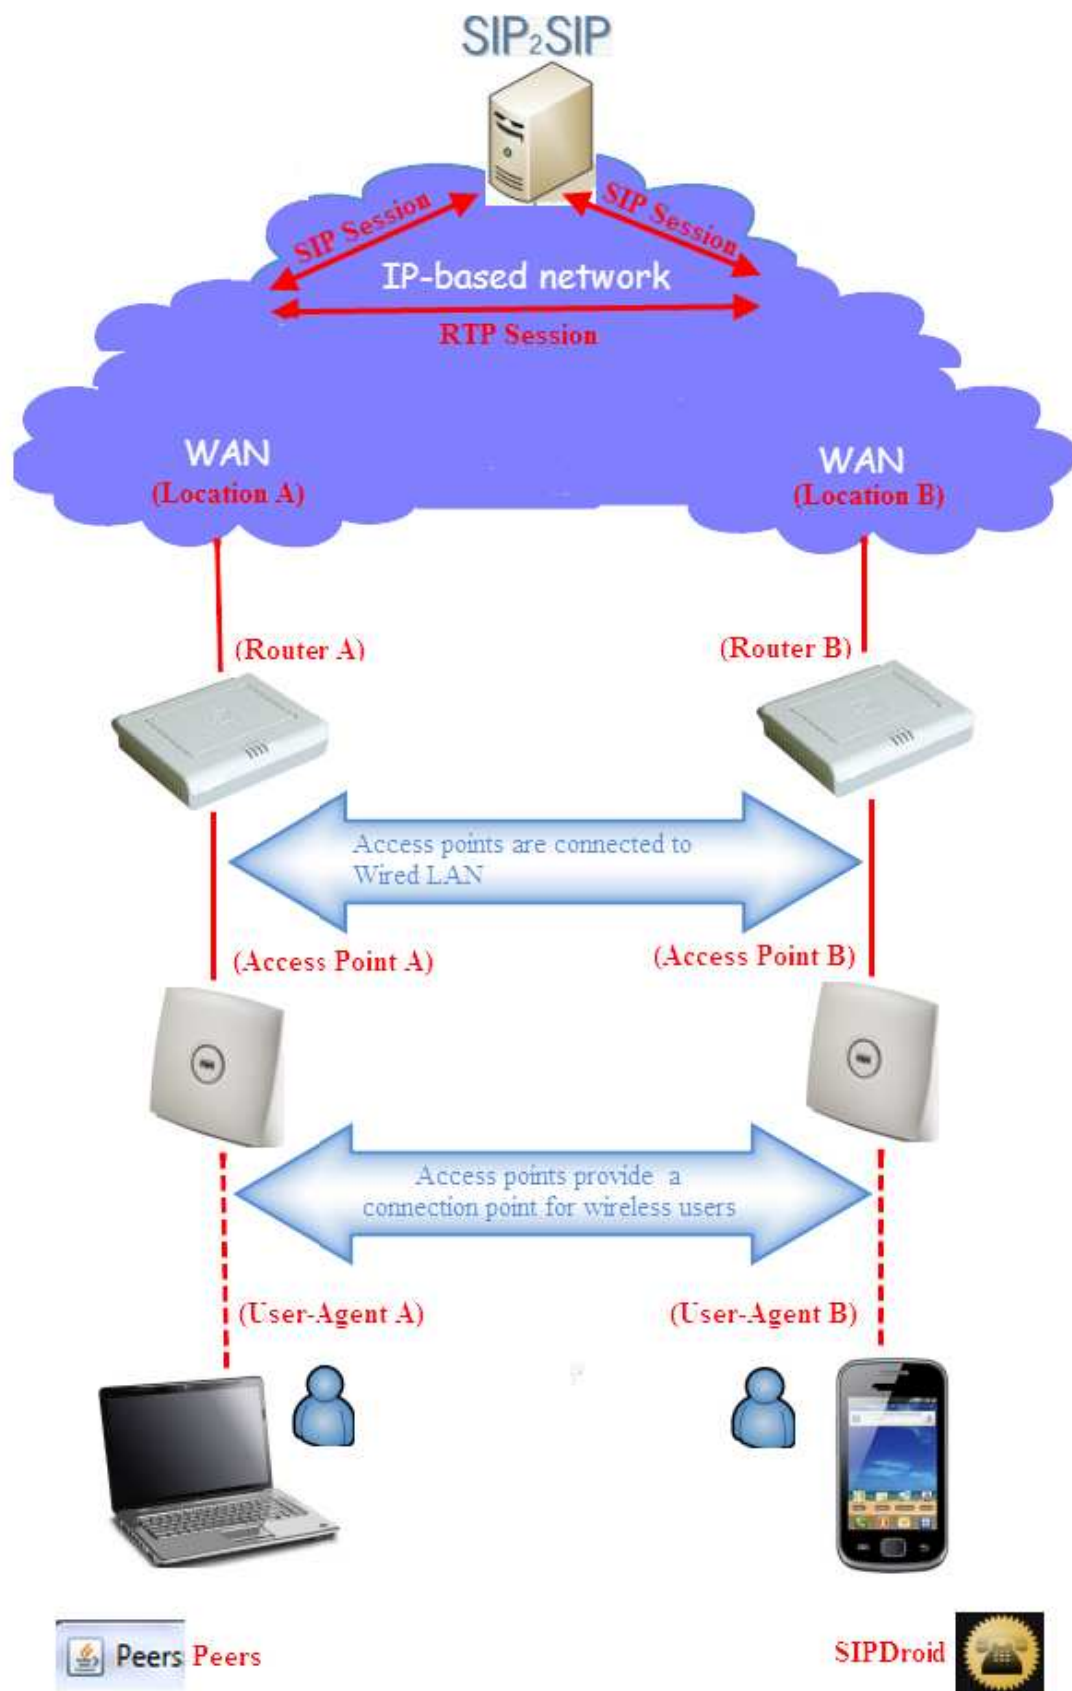 SIP2SIP
SIP Session
SIP Session
IP-based network
RTP Session
WAN
(Location A)
WAN
(Location B)
(Router A)
(Router B)
Access points are connected to
Wired LAN
(Access Point A)
(Access Point B)
Access points provide a
connection point for wireless users
(User-Agent A)
(User-Agent B)
Peers Peers
SIPDroid